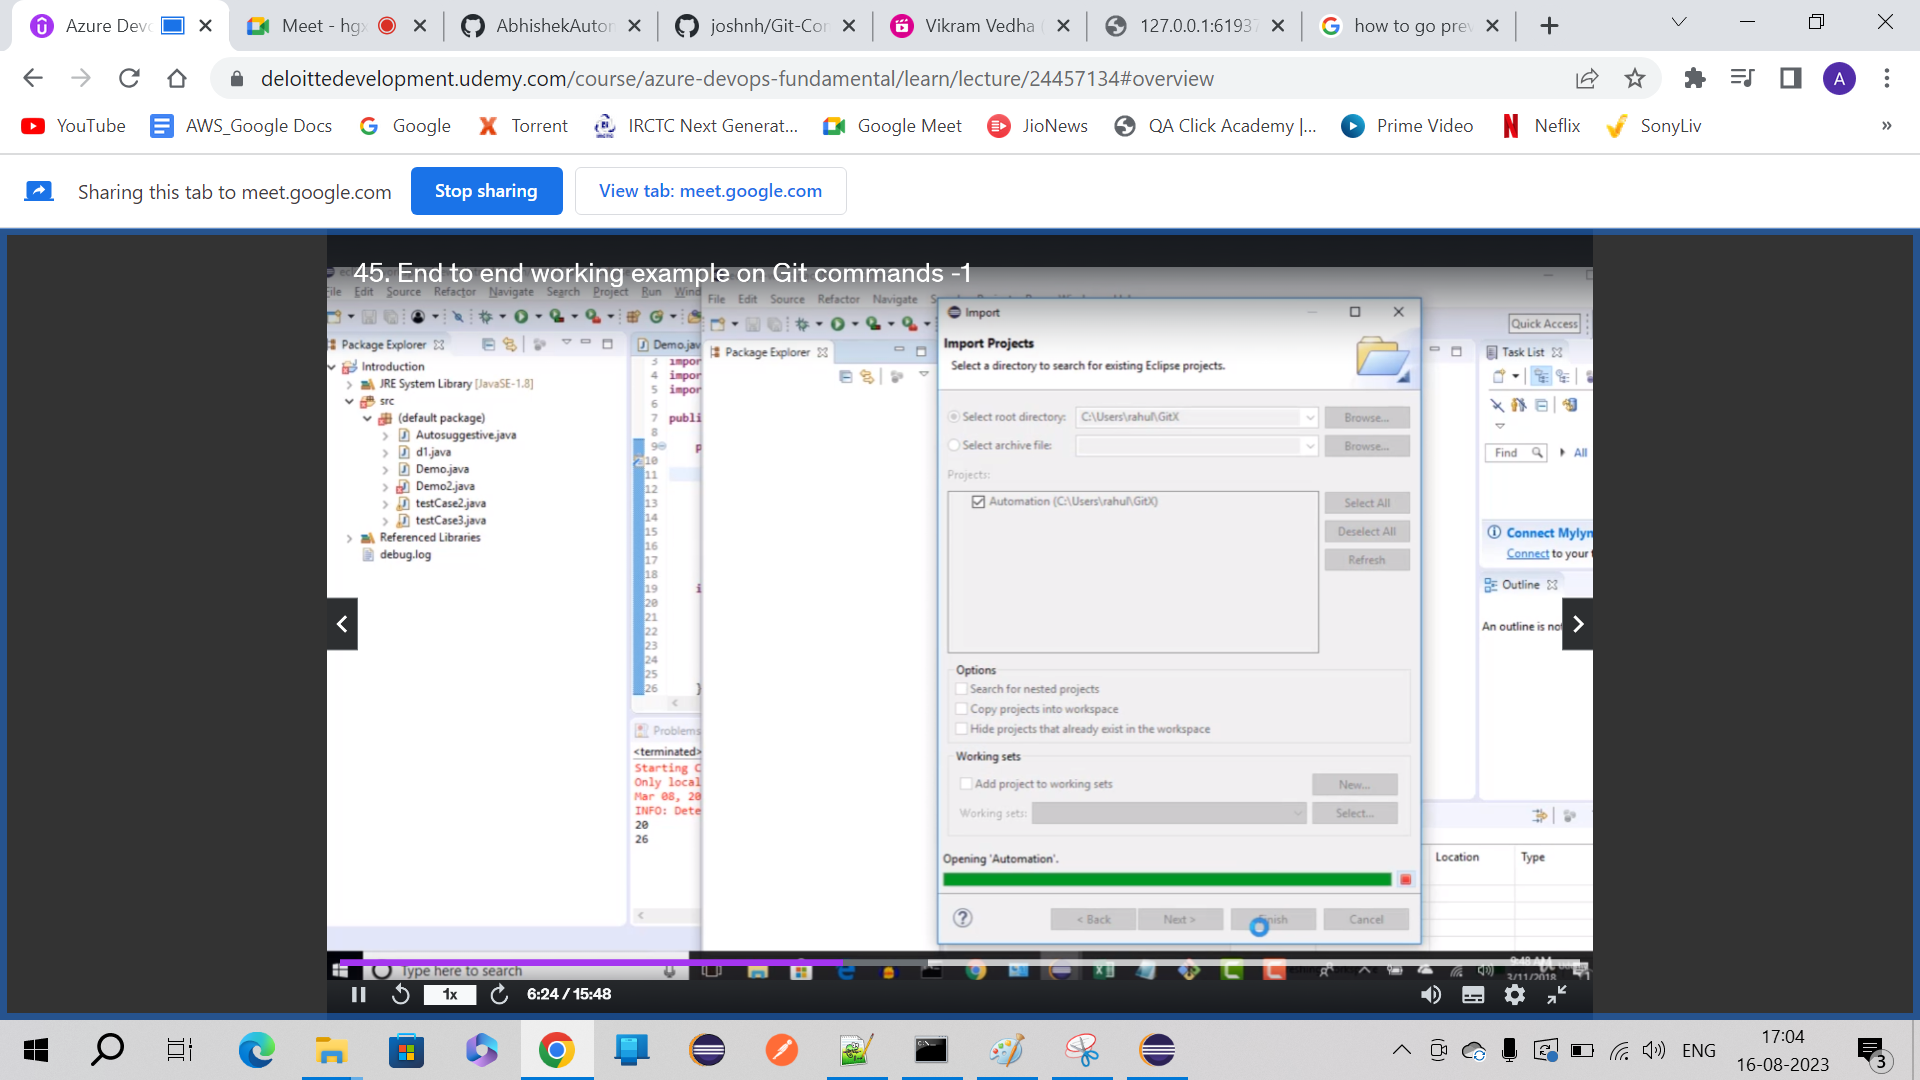 Azure Devo
Meet - hgx
AbhishekAuton
joshnh/Git-Con
Vikram Vedha (
127.0.0.1:61937
how to go prev
deloittedevelopment.udemy.com/course/azure-devops-fundamental/learn/lecture/24457134#overview
A
YouTube
AWS_Google Docs
Google
Torrent
IRCTC Next Generat...
Google Meet
JioNews
QA Click Academy |...
Prime Video
Neflix
SonyLiv
»
Sharing this tab to meet.google.com
Stop sharing
View tab: meet.google.com
45. End to end working example on Git commands -1
File Edit Source Refactor Navigate Search Project Run Wind
Package Explorer
Introduction
JRE System Library [JavaSE-1.8]
src
(default package)
Autosuggestive.java
d1.java
Demo.java
Demo2.java
testCase2.java
testCase3.java
Referenced Libraries
debug.log
Demo.jav
3 impor
4 impor
5 impor
6
7 publi
8
9 p
10
11
12
13
14
15
16
17
18
19 i
20
21
22
23
24
25
26 }
Problems
<terminated>
Starting C
Only local
Mar 08, 20
INFO: Dete
20
26
File Edit Source Refactor Navigate
Package Explorer
Import
Import Projects
Select a directory to search for existing Eclipse projects.
Select root directory: C:\Users\rahul\GitX Browse...
Select archive file: Browse...
Projects:
Automation (C:\Users\rahul\GitX)
Select All
Deselect All
Refresh
Options
Search for nested projects
Copy projects into workspace
Hide projects that already exist in the workspace
Working sets
Add project to working sets New...
Working sets: Select...
Opening 'Automation'.
< Back Next > Finish Cancel
Quick Access
Task List
Find All
Connect Mylyn
Connect to your t
Outline
An outline is not
Location Type
Type here to search
9:48 AM
3/11/2018
1x
6:24 / 15:48
ENG
17:04
16-08-2023
3